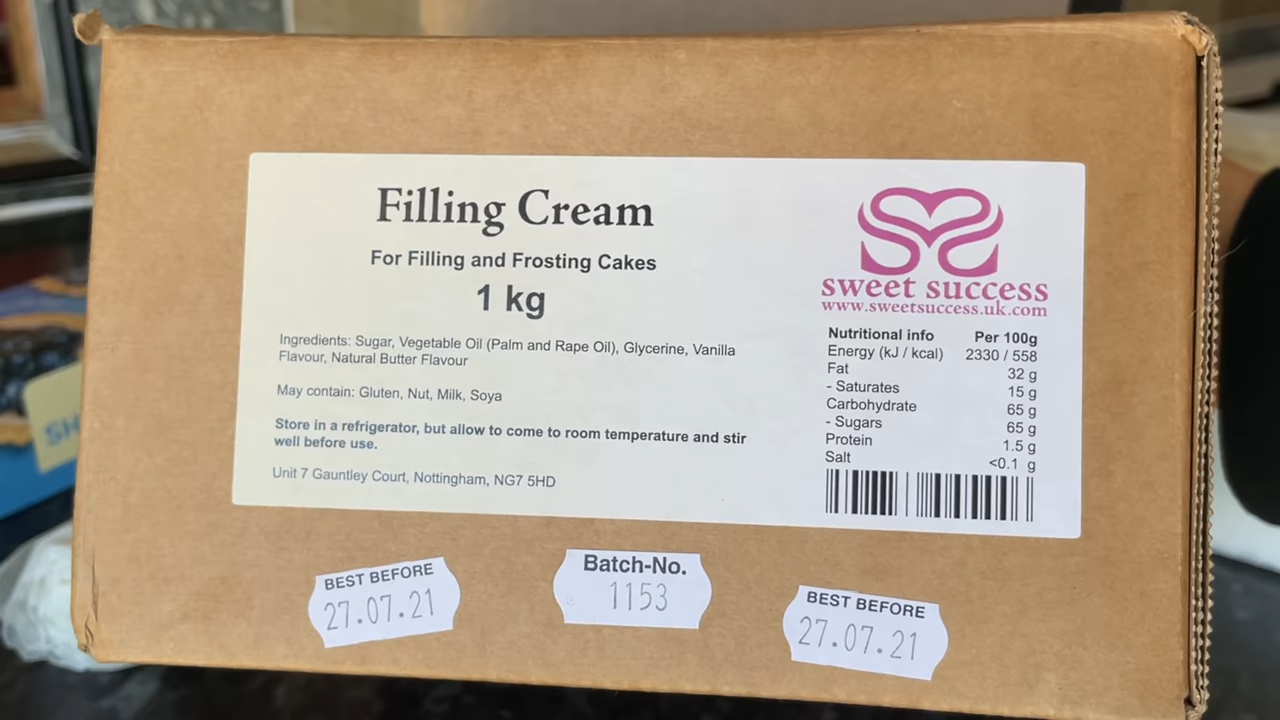 Filling Cream
For Filling and Frosting Cakes
1 kg
Ingredients: Sugar, Vegetable Oil (Palm and Rape Oil), Glycerine, Vanilla
Flavour, Natural Butter Flavour
May contain: Gluten, Nut, Milk, Soya
Store in a refrigerator, but allow to come to room temperature and stir
well before use.
Unit 7 Gauntley Court, Nottingham, NG7 5HD
sweet success
www.sweetsuccess.uk.com
Nutritional info Per 100g
Energy (kJ / kcal) 2330 / 558
Fat 32 g
- Saturates 15 g
Carbohydrate 65 g
- Sugars 65 g
Protein 1.5 g
Salt <0.1 g
BEST BEFORE
27.07.21
Batch-No.
1153
BEST BEFORE
27.07.21
SH